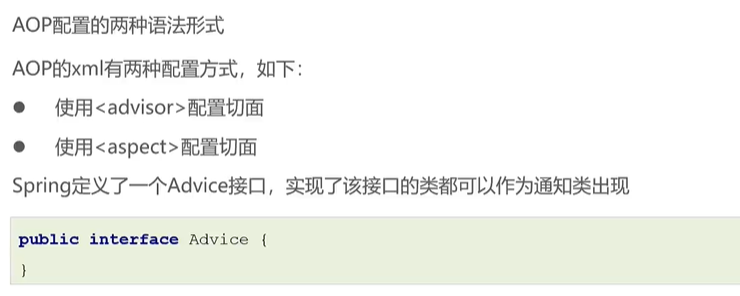 AOP配置的两种语法形式
AOP的xml有两种配置方式，如下：
● 使用<advisor>配置切面
● 使用<aspect>配置切面
Spring定义了一个Advice接口，实现了该接口的类都可以作为通知类出现
public interface Advice {
}